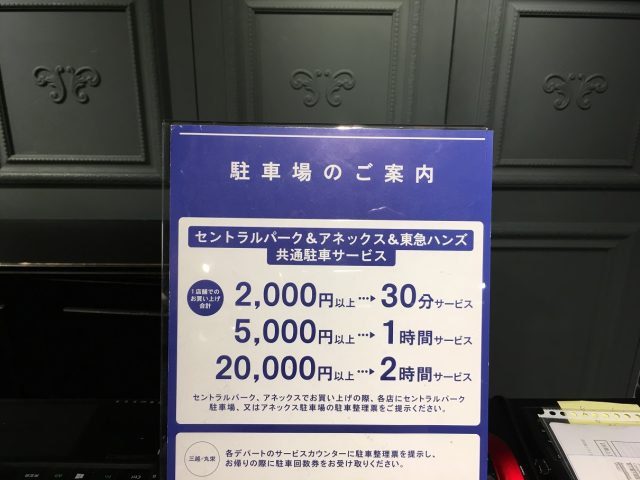 駐車場のご案内
セントラルパーク&アネックス&東急ハンズ
共通駐車サービス
1店舗での
お買い上げ
合計
2,000円以上…▶30分サービス
5,000円以上…▶1時間サービス
20,000円以上…▶2時間サービス
セントラルパーク、アネックスでお買い上げの際、各店にセントラルパーク
駐車場、又はアネックス駐車場の駐車整理票をご提示ください。
三越・丸栄
各デパートのサービスカウンターに駐車整理票を提示し、
お帰りの際に駐車回数券をお受け取りください。